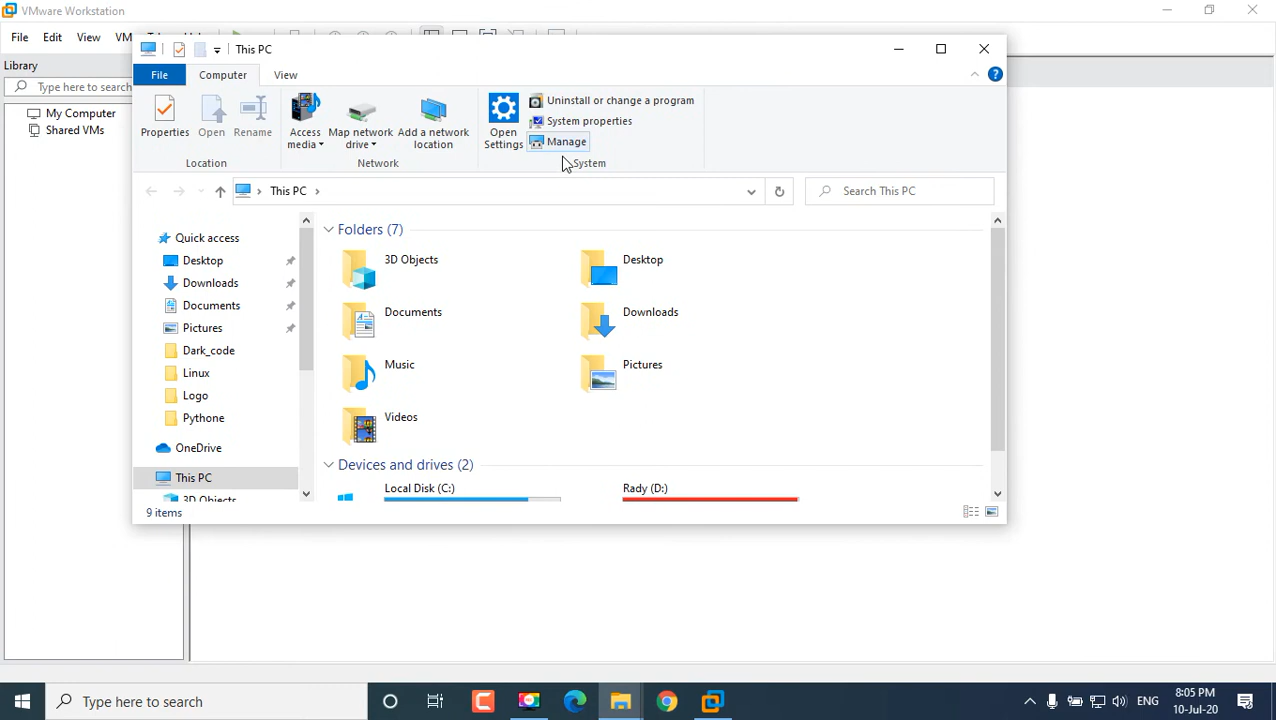 VMware Workstation
File Edit View VM
This PC
Library
Type here to search
My Computer
Shared VMs
File Computer View
Properties Open Rename
Location
Access media
Map network drive
Add a network location
Network
Open Settings
Uninstall or change a program
System properties
Manage
System
This PC
Search This PC
Quick access
Desktop
Downloads
Documents
Pictures
Dark_code
Linux
Logo
Pythone
OneDrive
This PC
3D Objects
Folders (7)
3D Objects
Desktop
Documents
Downloads
Music
Pictures
Videos
Devices and drives (2)
Local Disk (C:)
Rady (D:)
9 items
Type here to search
ENG
8:05 PM
10-Jul-20